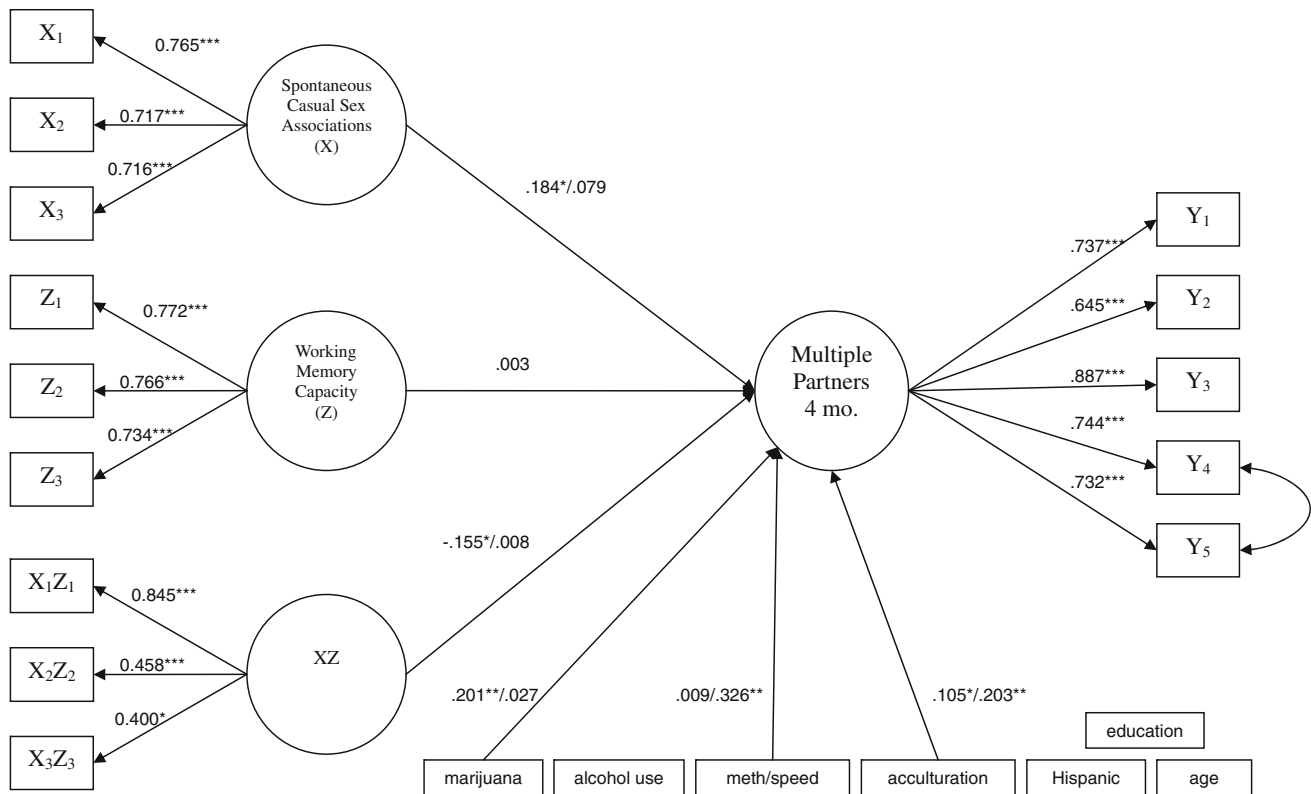 X₁
0.765***
X₂
0.717***
X₃
0.716***
Spontaneous
Casual Sex
Associations
(X)
.184*/.079
Z₁
0.772***
Z₂
0.766***
Z₃
0.734***
Working
Memory
Capacity
(Z)
.003
X₁Z₁
0.845***
X₂Z₂
0.458***
X₃Z₃
0.400*
XZ
-.155*/.008
Multiple
Partners
4 mo.
.737***
Y₁
.645***
Y₂
.887***
Y₃
.744***
Y₄
.732***
Y₅
.201**/.027
.009/.326**
.105*/.203**
education
marijuana
alcohol use
meth/speed
acculturation
Hispanic
age